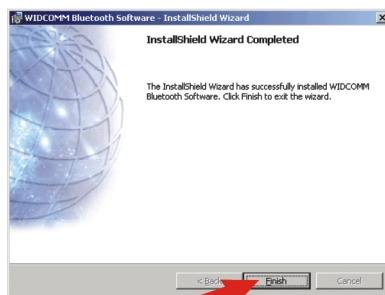 WIDCOMM Bluetooth Software - InstallShield Wizard
InstallShield Wizard Completed
The InstallShield Wizard has successfully installed WIDCOMM
Bluetooth Software. Click Finish to exit the wizard.
< Back
Finish
Cancel